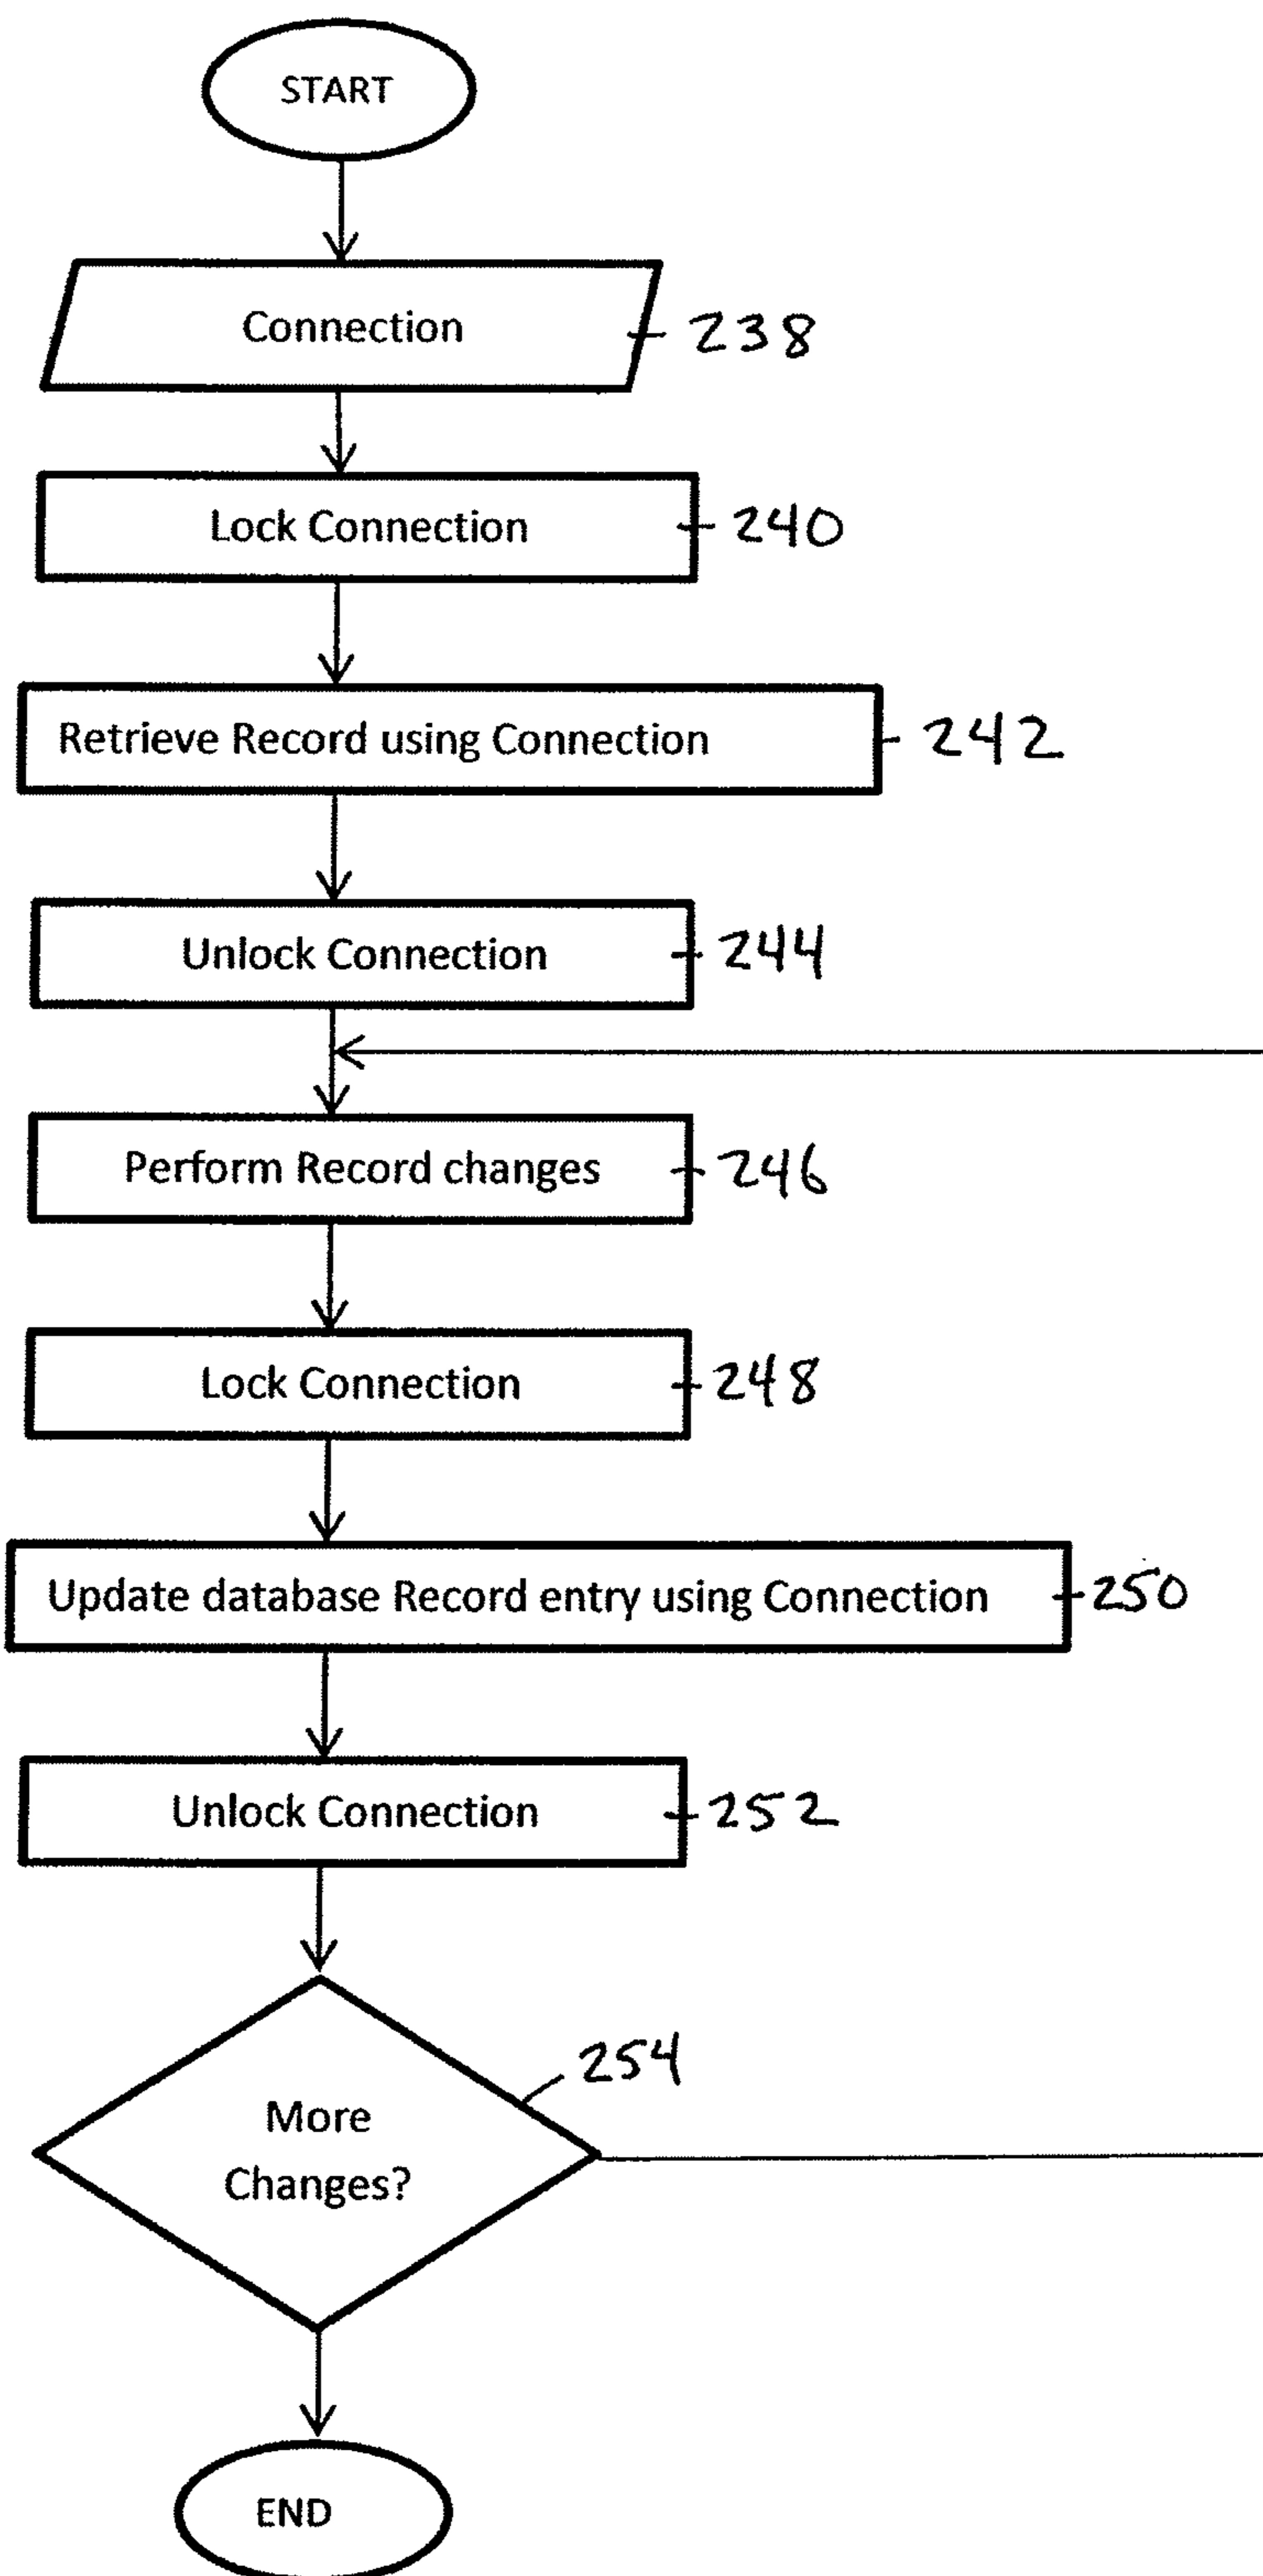 START
Connection 238
Lock Connection 240
Retrieve Record using Connection 242
Unlock Connection 244
Perform Record changes 246
Lock Connection 248
Update database Record entry using Connection 250
Unlock Connection 252
254
More
Changes?
END